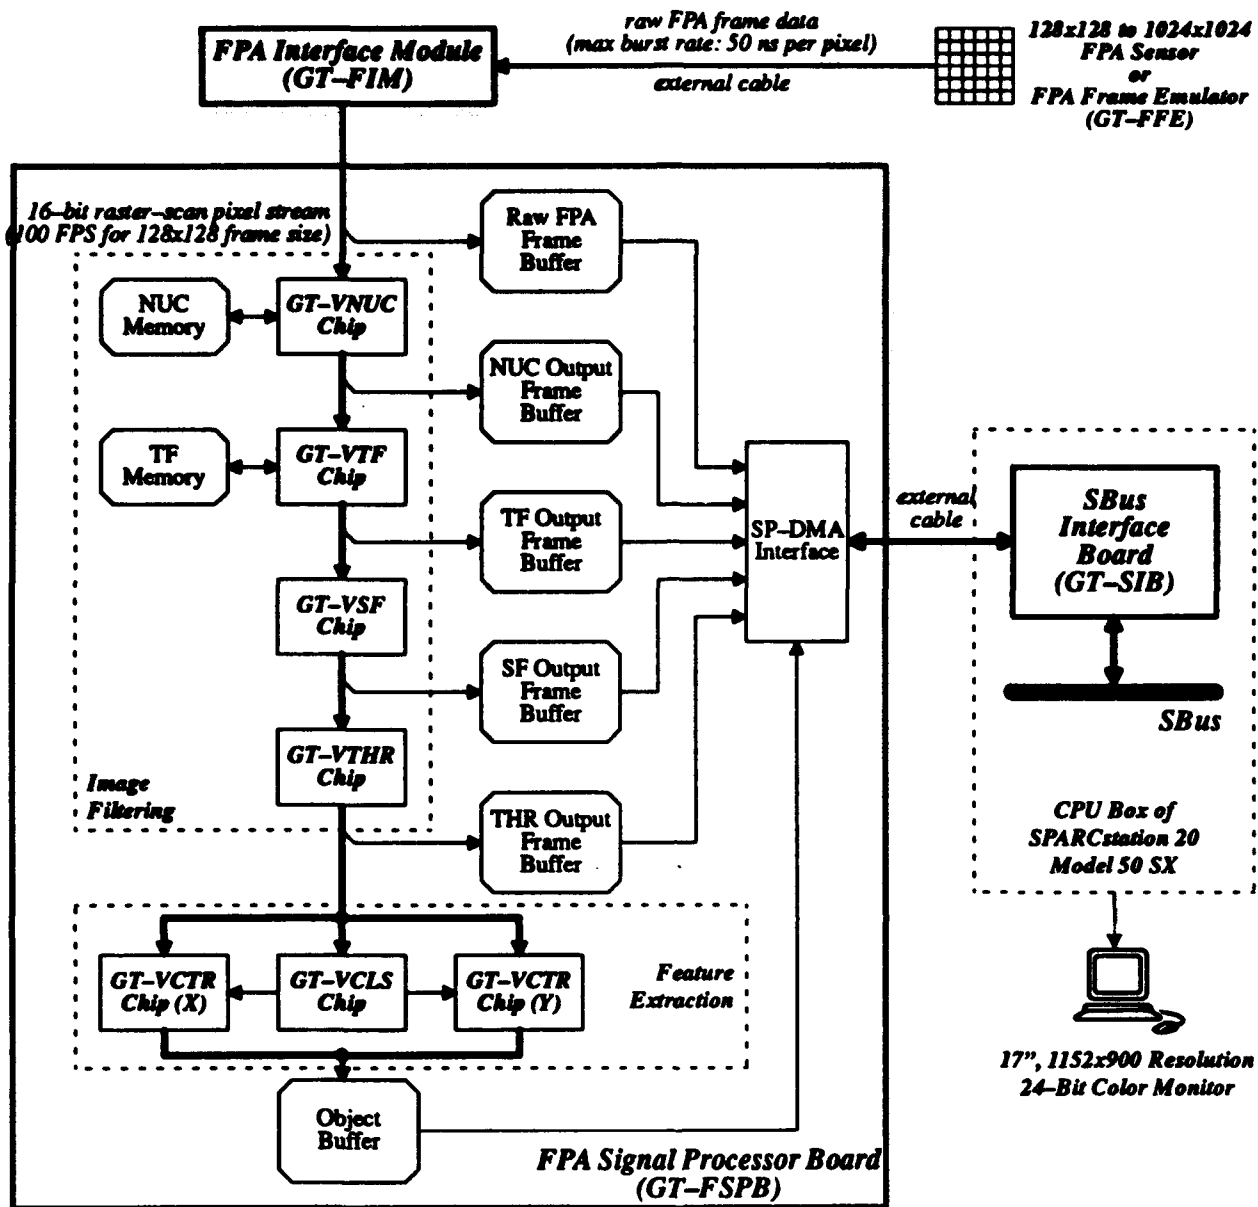 FPA Interface Module
(GT–FIM)
raw FPA frame data
(max burst rate: 50 ns per pixel)
external cable
128x128 to 1024x1024
FPA Sensor
or
FPA Frame Emulator
(GT–FFE)
16–bit raster–scan pixel stream
(100 FPS for 128x128 frame size)
Raw FPA
Frame
Buffer
NUC
Memory
GT–VNUC
Chip
NUC Output
Frame
Buffer
TF
Memory
GT–VTF
Chip
TF Output
Frame
Buffer
GT–VSF
Chip
SF Output
Frame
Buffer
GT–VTHR
Chip
Image
Filtering
THR Output
Frame
Buffer
SP–DMA
Interface
external
cable
SBus
Interface
Board
(GT–SIB)
SBus
CPU Box of
SPARCstation 20
Model 50 SX
GT–VCTR
Chip (X)
GT–VCLS
Chip
GT–VCTR
Chip (Y)
Feature
Extraction
Object
Buffer
FPA Signal Processor Board
(GT–FSPB)
17”, 1152x900 Resolution
24–Bit Color Monitor